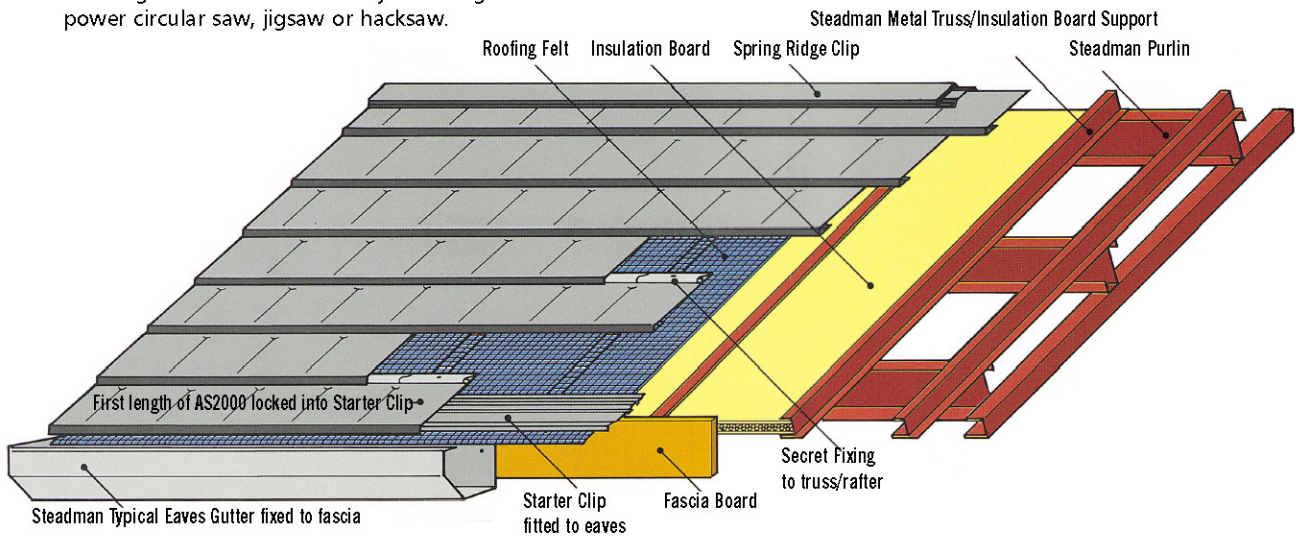 power circular saw, jigsaw or hacksaw.
Steadman Metal Truss/Insulation Board Support
Roofing Felt
Insulation Board
Spring Ridge Clip
Steadman Purlin
First length of AS2000 locked into Starter Clip
Secret Fixing
to truss/rafter
Steadman Typical Eaves Gutter fixed to fascia
Starter Clip
fitted to eaves
Fascia Board